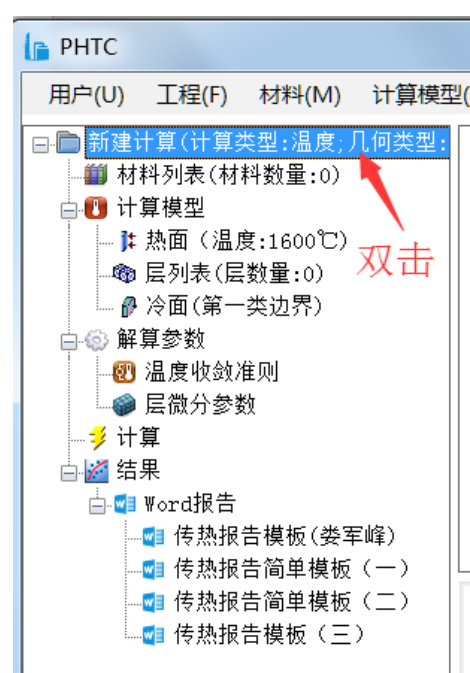 PHTC
用户(U) 工程(F) 材料(M) 计算模型(
新建计算(计算类型:温度;几何类型:
材料列表(材料数量:0)
计算模型
热面（温度:1600℃）
双击
层列表(层数量:0)
冷面(第一类边界)
解算参数
温度收敛准则
层微分参数
计算
结果
Word报告
传热报告模板(娄军峰)
传热报告简单模板（一）
传热报告简单模板（二）
传热报告模板（三）